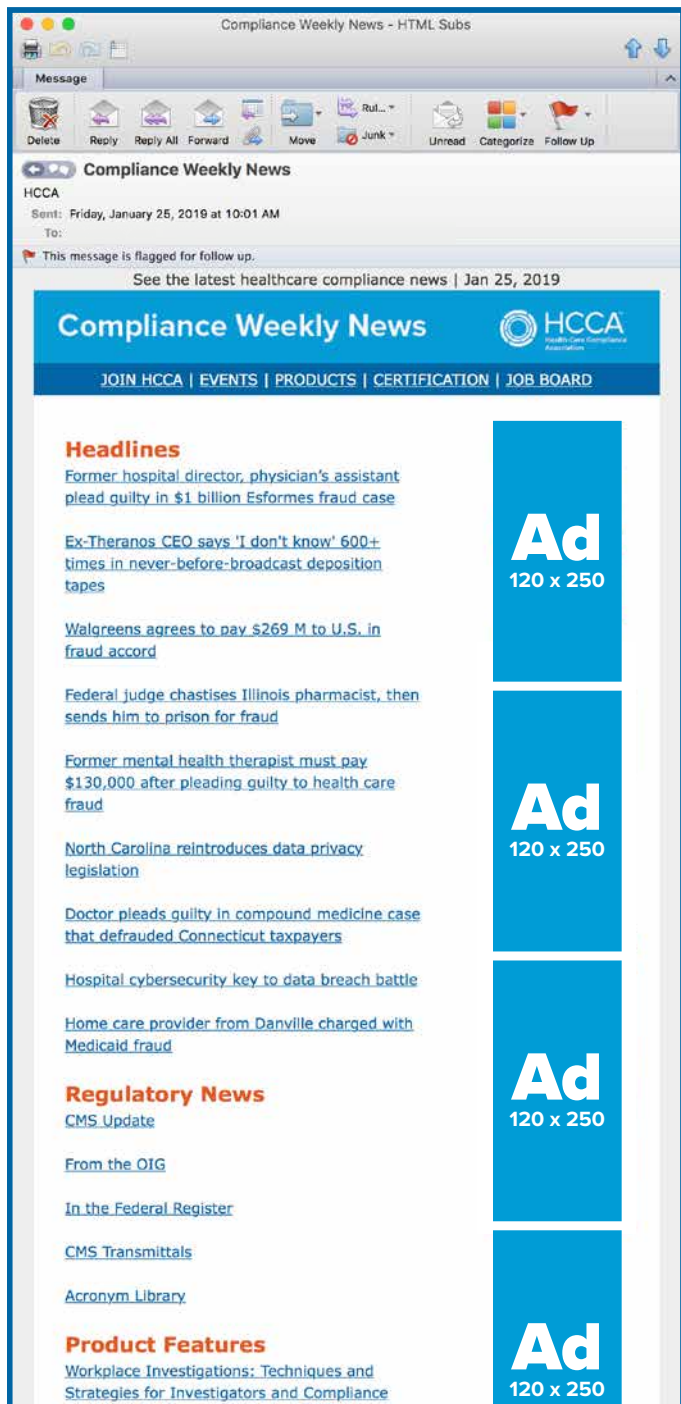 Compliance Weekly News - HTML Subs
Message
Delete Reply Reply All Forward Move Rul... Junk Unread Categorize Follow Up
Compliance Weekly News
HCCA
Sent: Friday, January 25, 2019 at 10:01 AM
To:
This message is flagged for follow up.
See the latest healthcare compliance news | Jan 25, 2019
Compliance Weekly News
HCCA
Health Care Compliance
Association
JOIN HCCA | EVENTS | PRODUCTS | CERTIFICATION | JOB BOARD
Headlines
Former hospital director, physician's assistant
plead guilty in $1 billion Esformes fraud case
Ex-Theranos CEO says 'I don't know' 600+
times in never-before-broadcast deposition
tapes
Walgreens agrees to pay $269 M to U.S. in
fraud accord
Federal judge chastises Illinois pharmacist, then
sends him to prison for fraud
Former mental health therapist must pay
$130,000 after pleading guilty to health care
fraud
North Carolina reintroduces data privacy
legislation
Doctor pleads guilty in compound medicine case
that defrauded Connecticut taxpayers
Hospital cybersecurity key to data breach battle
Home care provider from Danville charged with
Medicaid fraud
Regulatory News
CMS Update
From the OIG
In the Federal Register
CMS Transmittals
Acronym Library
Product Features
Workplace Investigations: Techniques and
Strategies for Investigators and Compliance
Ad
120 x 250
Ad
120 x 250
Ad
120 x 250
Ad
120 x 250